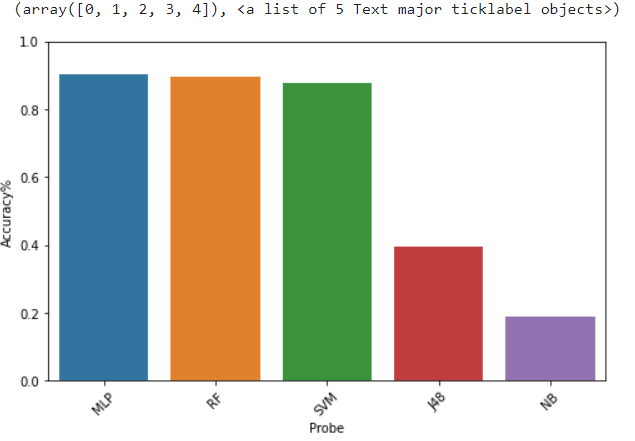 (array([0, 1, 2, 3, 4]), <a list of 5 Text major ticklabel objects>)
1.0
0.8
0.6
0.4
0.2
0.0
Accuracy%
MLP
RF
SVM
J48
NB
Probe